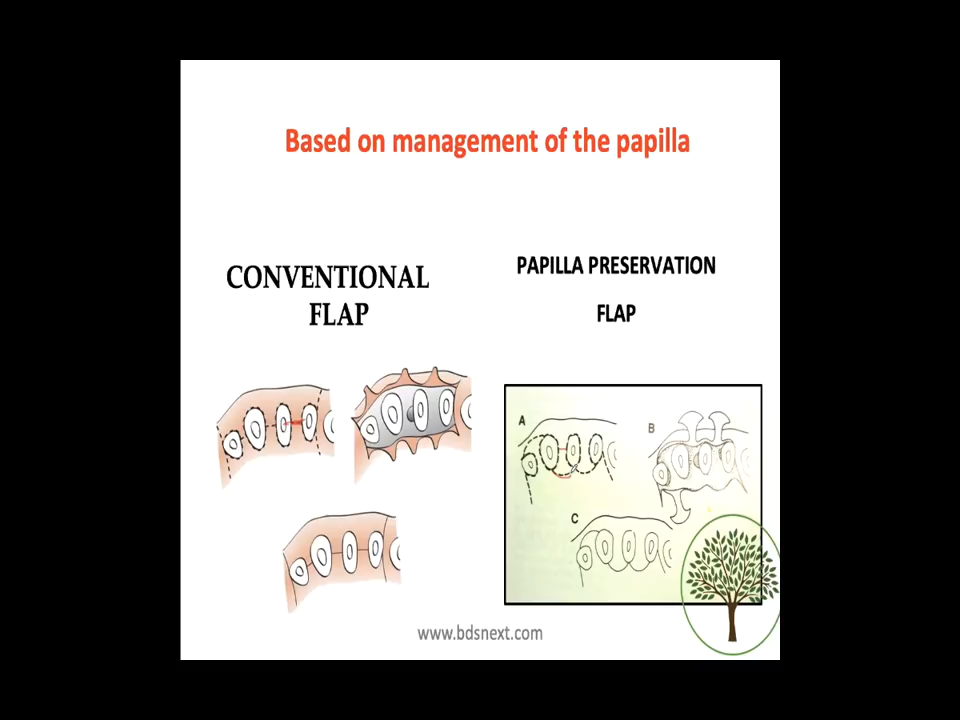 Based on management of the papilla
CONVENTIONAL
FLAP
PAPILLA PRESERVATION
FLAP
A
B
C
www.bdsnext.com